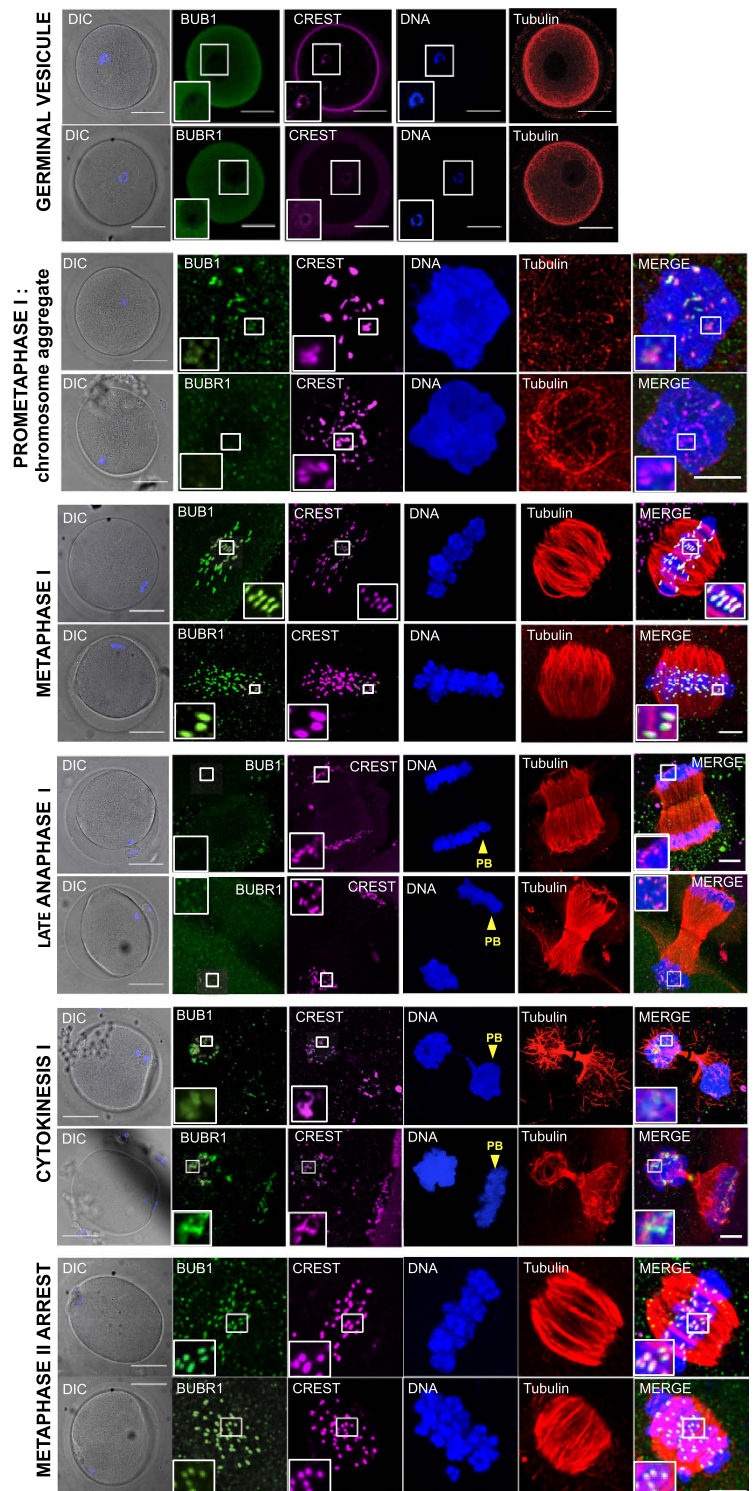 GERMINAL VESICULE
DIC BUB1 CREST DNA Tubulin
DIC BUBR1 CREST DNA Tubulin
PROMETAPHASE I :
chromosome aggregate
DIC BUB1 CREST DNA Tubulin MERGE
DIC BUBR1 CREST DNA Tubulin MERGE
METAPHASE I
DIC BUB1 CREST DNA Tubulin MERGE
DIC BUBR1 CREST DNA Tubulin MERGE
LATE ANAPHASE I
DIC BUB1 CREST DNA Tubulin MERGE
PB
DIC BUBR1 CREST DNA Tubulin MERGE
PB
CYTOKINESIS I
DIC BUB1 CREST DNA PB Tubulin MERGE
DIC BUBR1 CREST DNA PB Tubulin MERGE
METAPHASE II ARREST
DIC BUB1 CREST DNA Tubulin MERGE
DIC BUBR1 CREST DNA Tubulin MERGE